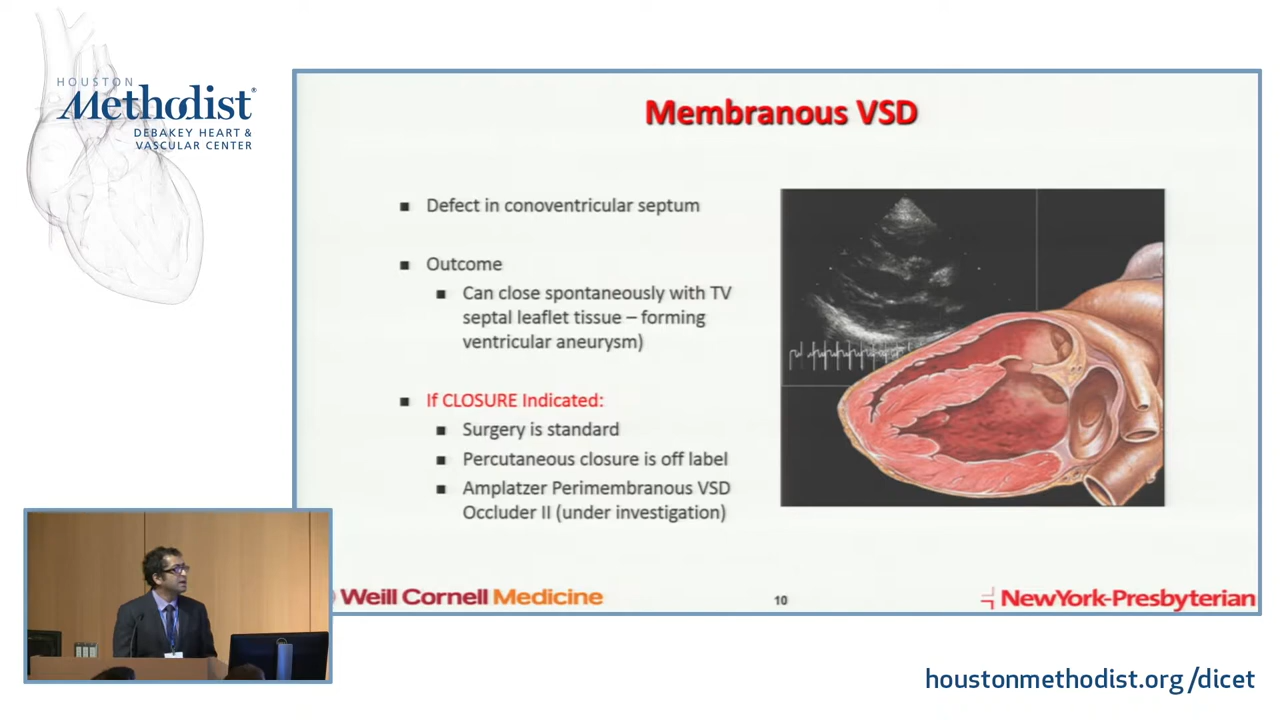 HOUSTON
Methodist®
DEBAKEY HEART &
VASCULAR CENTER
Membranous VSD
■ Defect in conoventricular septum
■ Outcome
■ Can close spontaneously with TV
septal leaflet tissue – forming
ventricular aneurysm)
■ If CLOSURE Indicated:
■ Surgery is standard
■ Percutaneous closure is off label
■ Amplatzer Perimembranous VSD
Occluder II (under investigation)
Weill Cornell Medicine
10
NewYork-Presbyterian
houstonmethodist.org/dicet